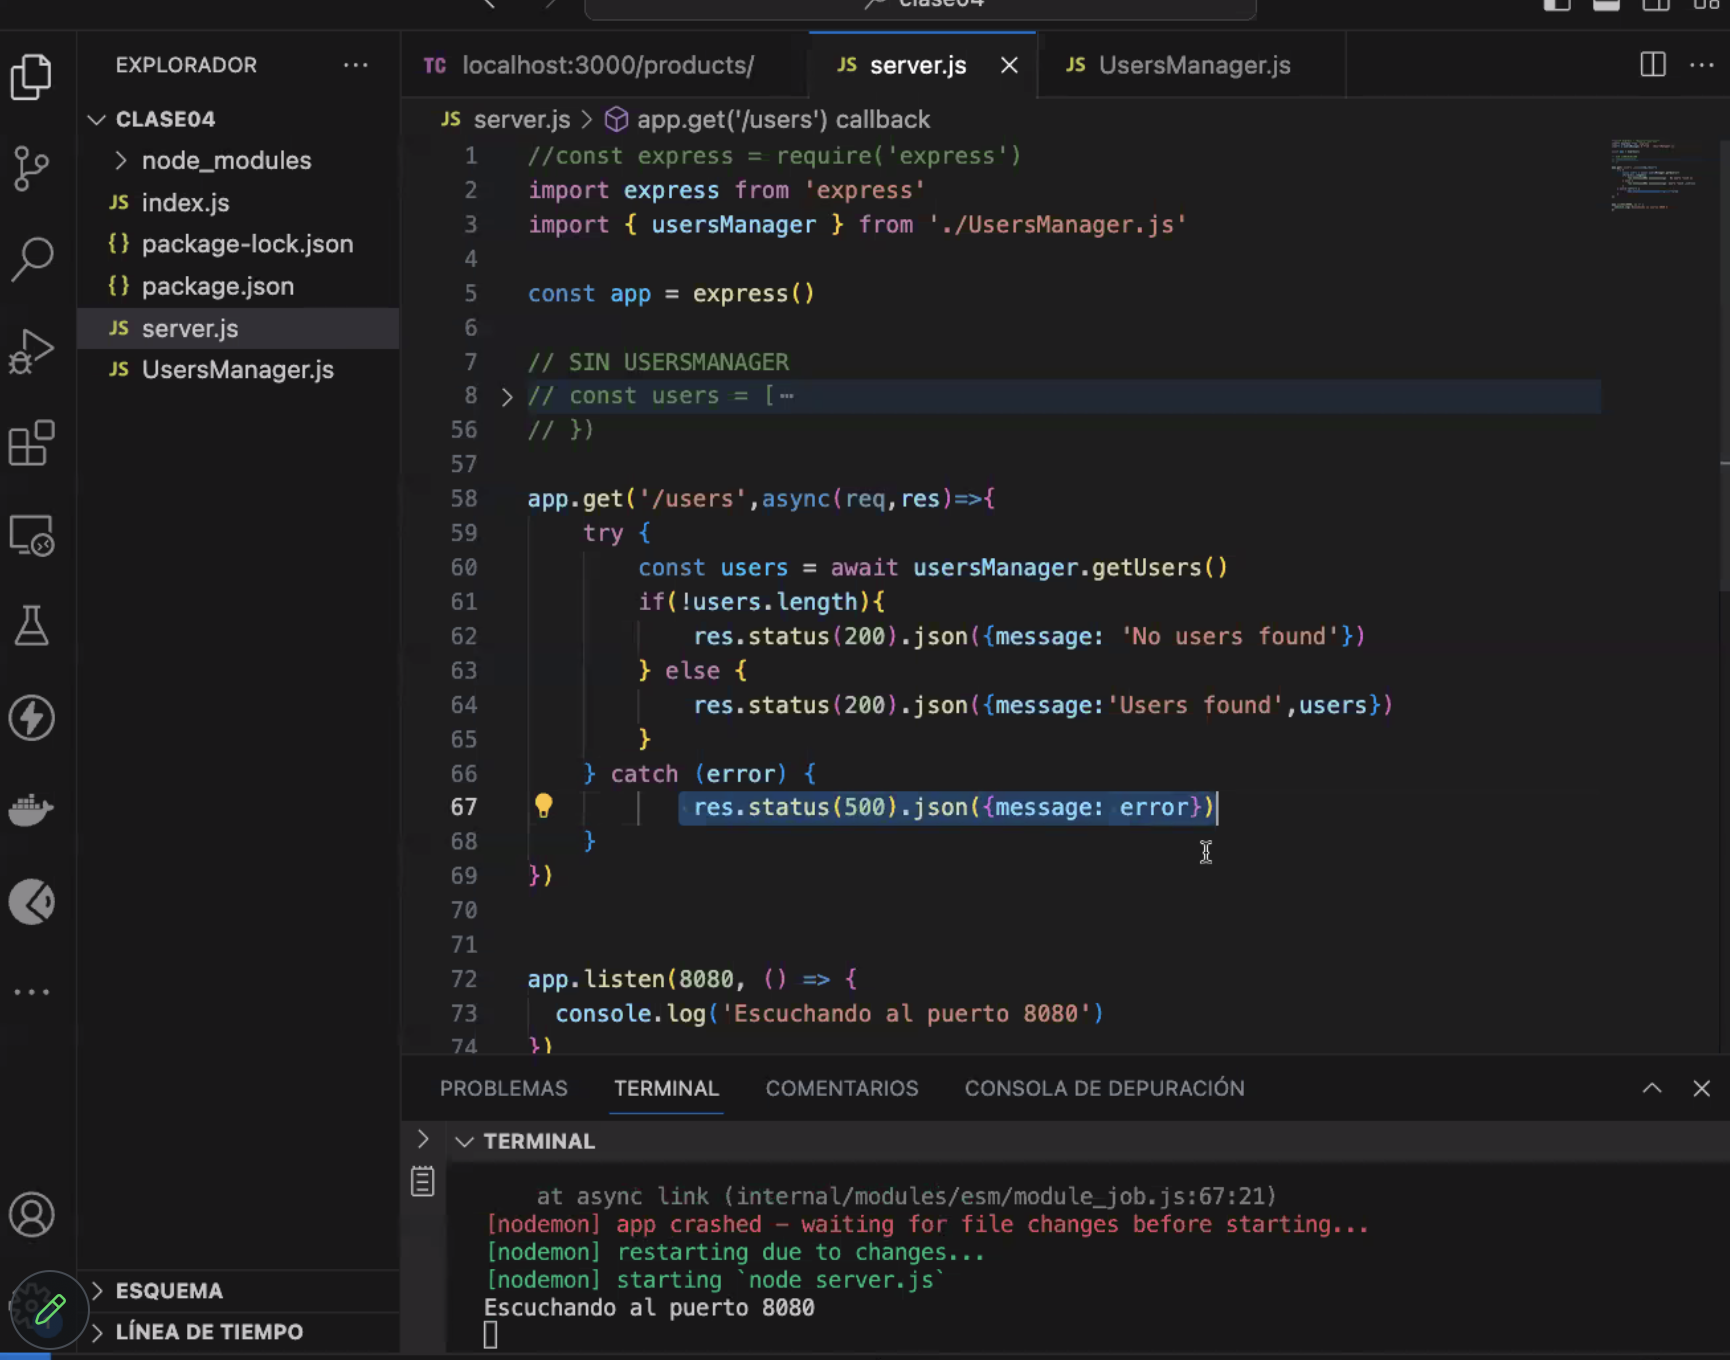 clase04
EXPLORADOR
CLASE04
node_modules
JS index.js
{} package-lock.json
{} package.json
JS server.js
JS UsersManager.js
ESQUEMA
LÍNEA DE TIEMPO
TC localhost:3000/products/
JS server.js
JS UsersManager.js
JS server.js > app.get('/users') callback
1 //const express = require('express')
2 import express from 'express'
3 import { usersManager } from './UsersManager.js'
4
5 const app = express()
6
7 // SIN USERSMANAGER
8 // const users = [⋯
56 // })
57
58 app.get('/users',async(req,res)=>{
59 try {
60 const users = await usersManager.getUsers()
61 if(!users.length){
62 res.status(200).json({message: 'No users found'})
63 } else {
64 res.status(200).json({message:'Users found',users})
65 }
66 } catch (error) {
67 res.status(500).json({message: error})
68 }
69 })
70
71
72 app.listen(8080, () => {
73 console.log('Escuchando al puerto 8080')
74 })
PROBLEMAS
TERMINAL
COMENTARIOS
CONSOLA DE DEPURACIÓN
TERMINAL
at async link (internal/modules/esm/module_job.js:67:21)
[nodemon] app crashed – waiting for file changes before starting...
[nodemon] restarting due to changes...
[nodemon] starting `node server.js`
Escuchando al puerto 8080